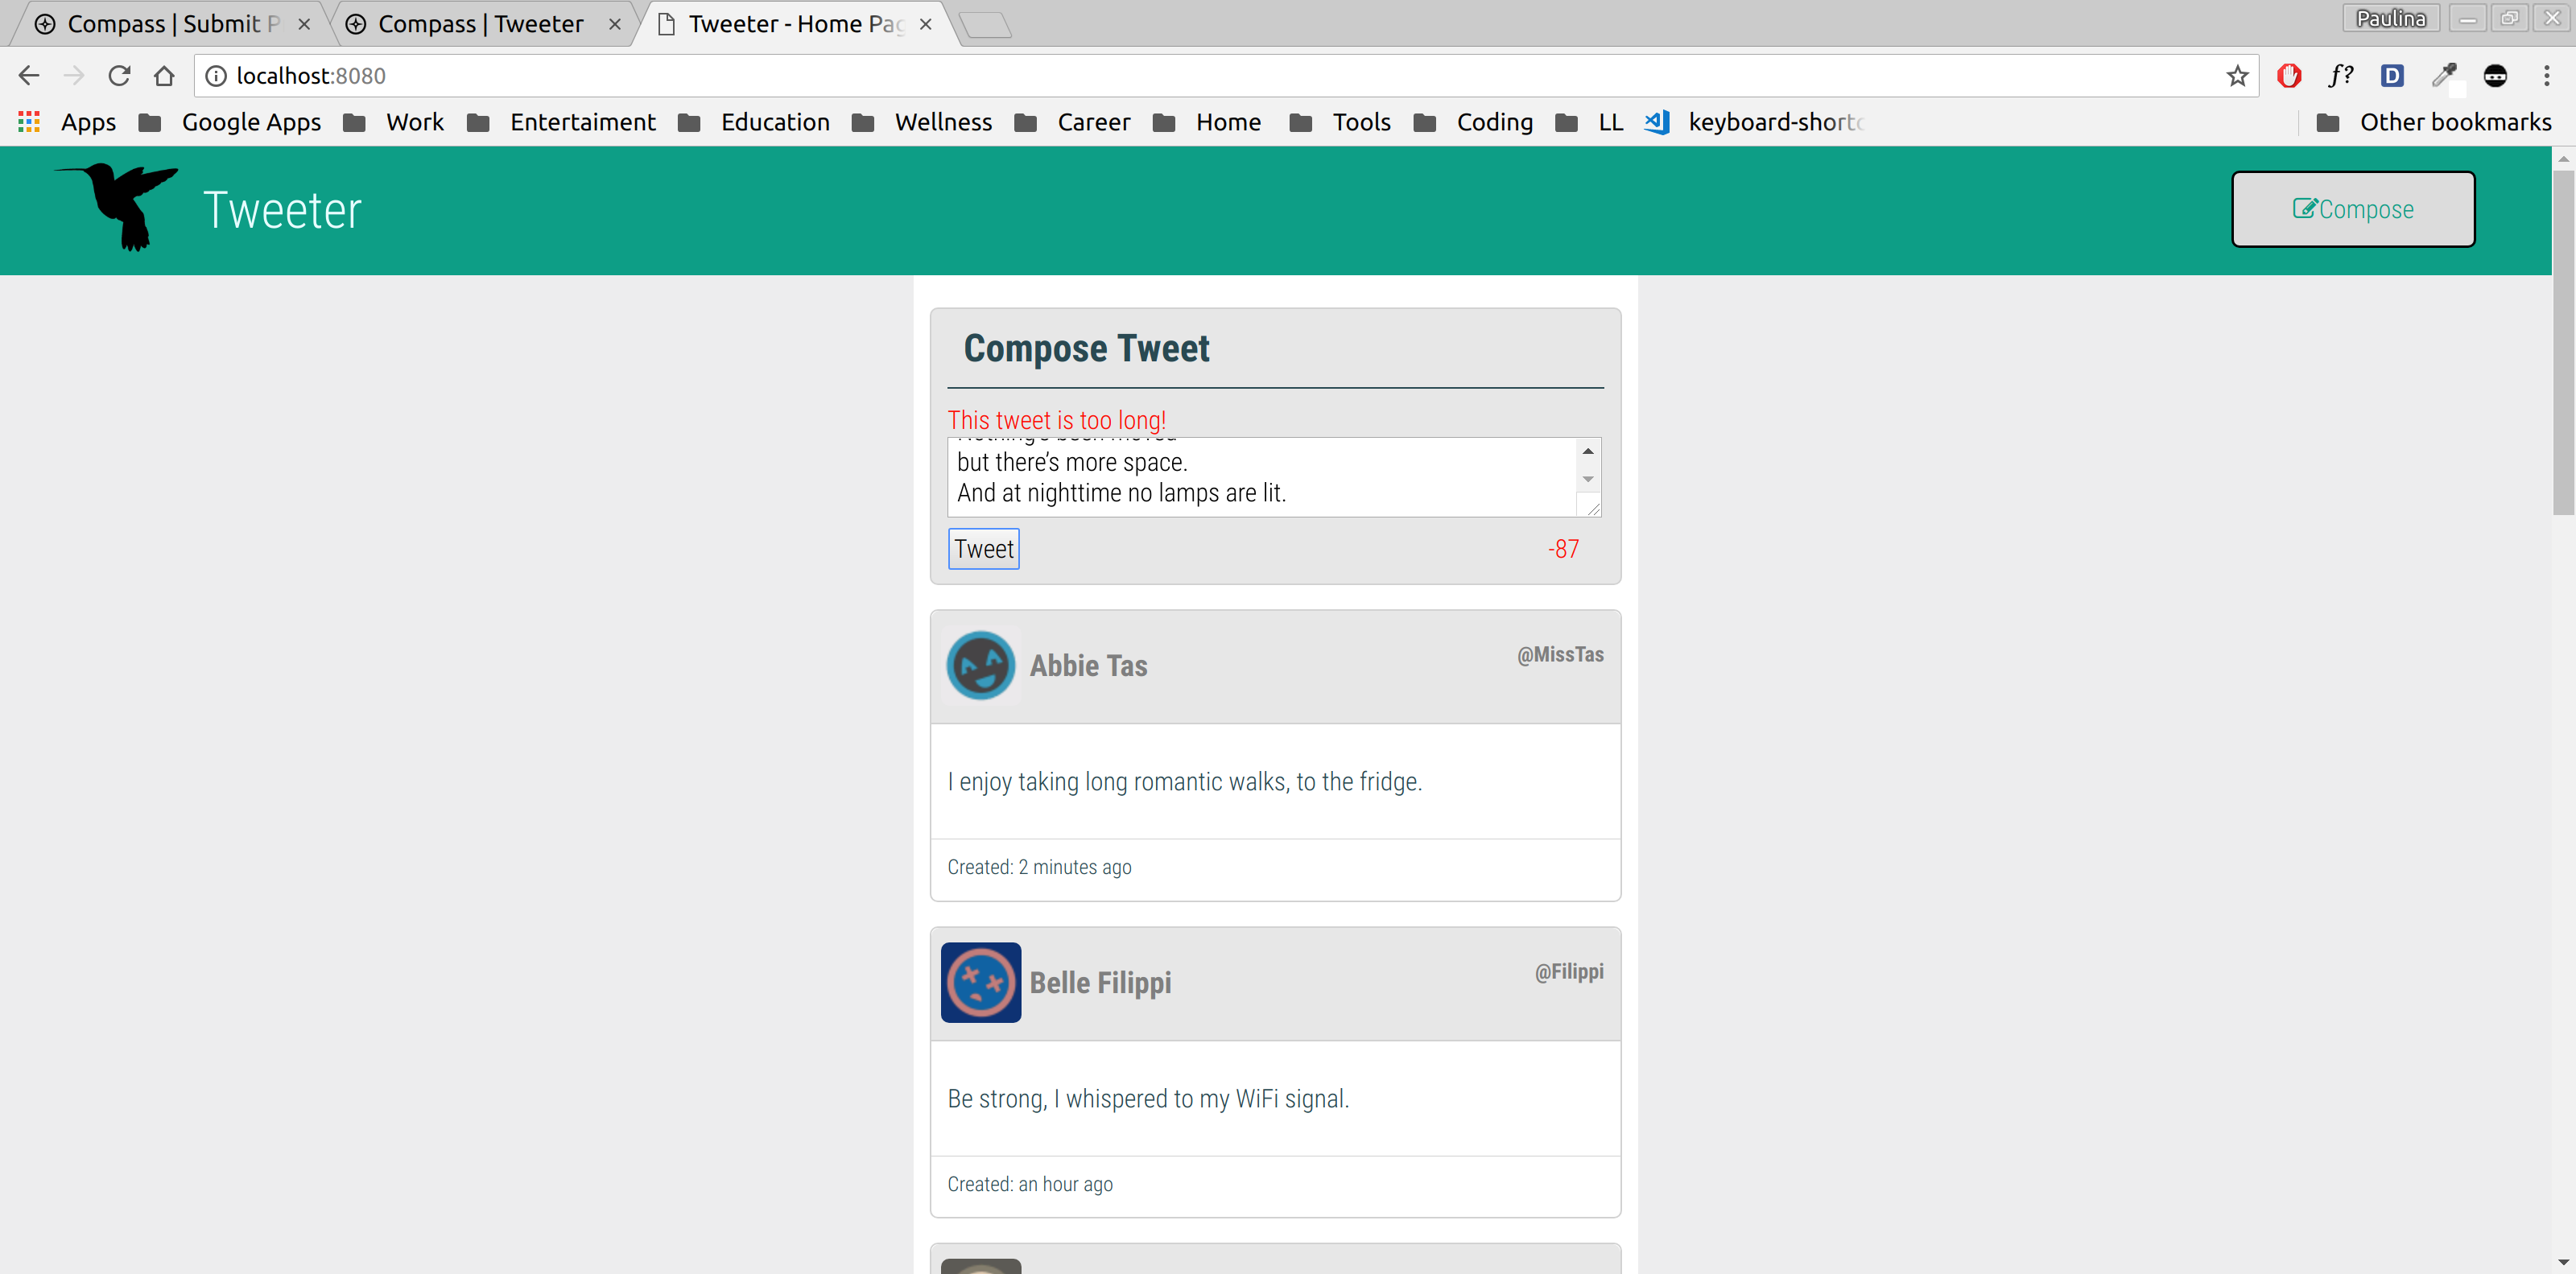 Compass | Submit P
Compass | Tweeter
Tweeter - Home Pag
Paulina
localhost:8080
f?
D
Apps
Google Apps
Work
Entertaiment
Education
Wellness
Career
Home
Tools
Coding
LL
keyboard-shortc
Other bookmarks
Tweeter
Compose
Compose Tweet
This tweet is too long!
Nothing's been moved
but there’s more space.
And at nighttime no lamps are lit.
Tweet
-87
Abbie Tas
@MissTas
I enjoy taking long romantic walks, to the fridge.
Created: 2 minutes ago
Belle Filippi
@Filippi
Be strong, I whispered to my WiFi signal.
Created: an hour ago